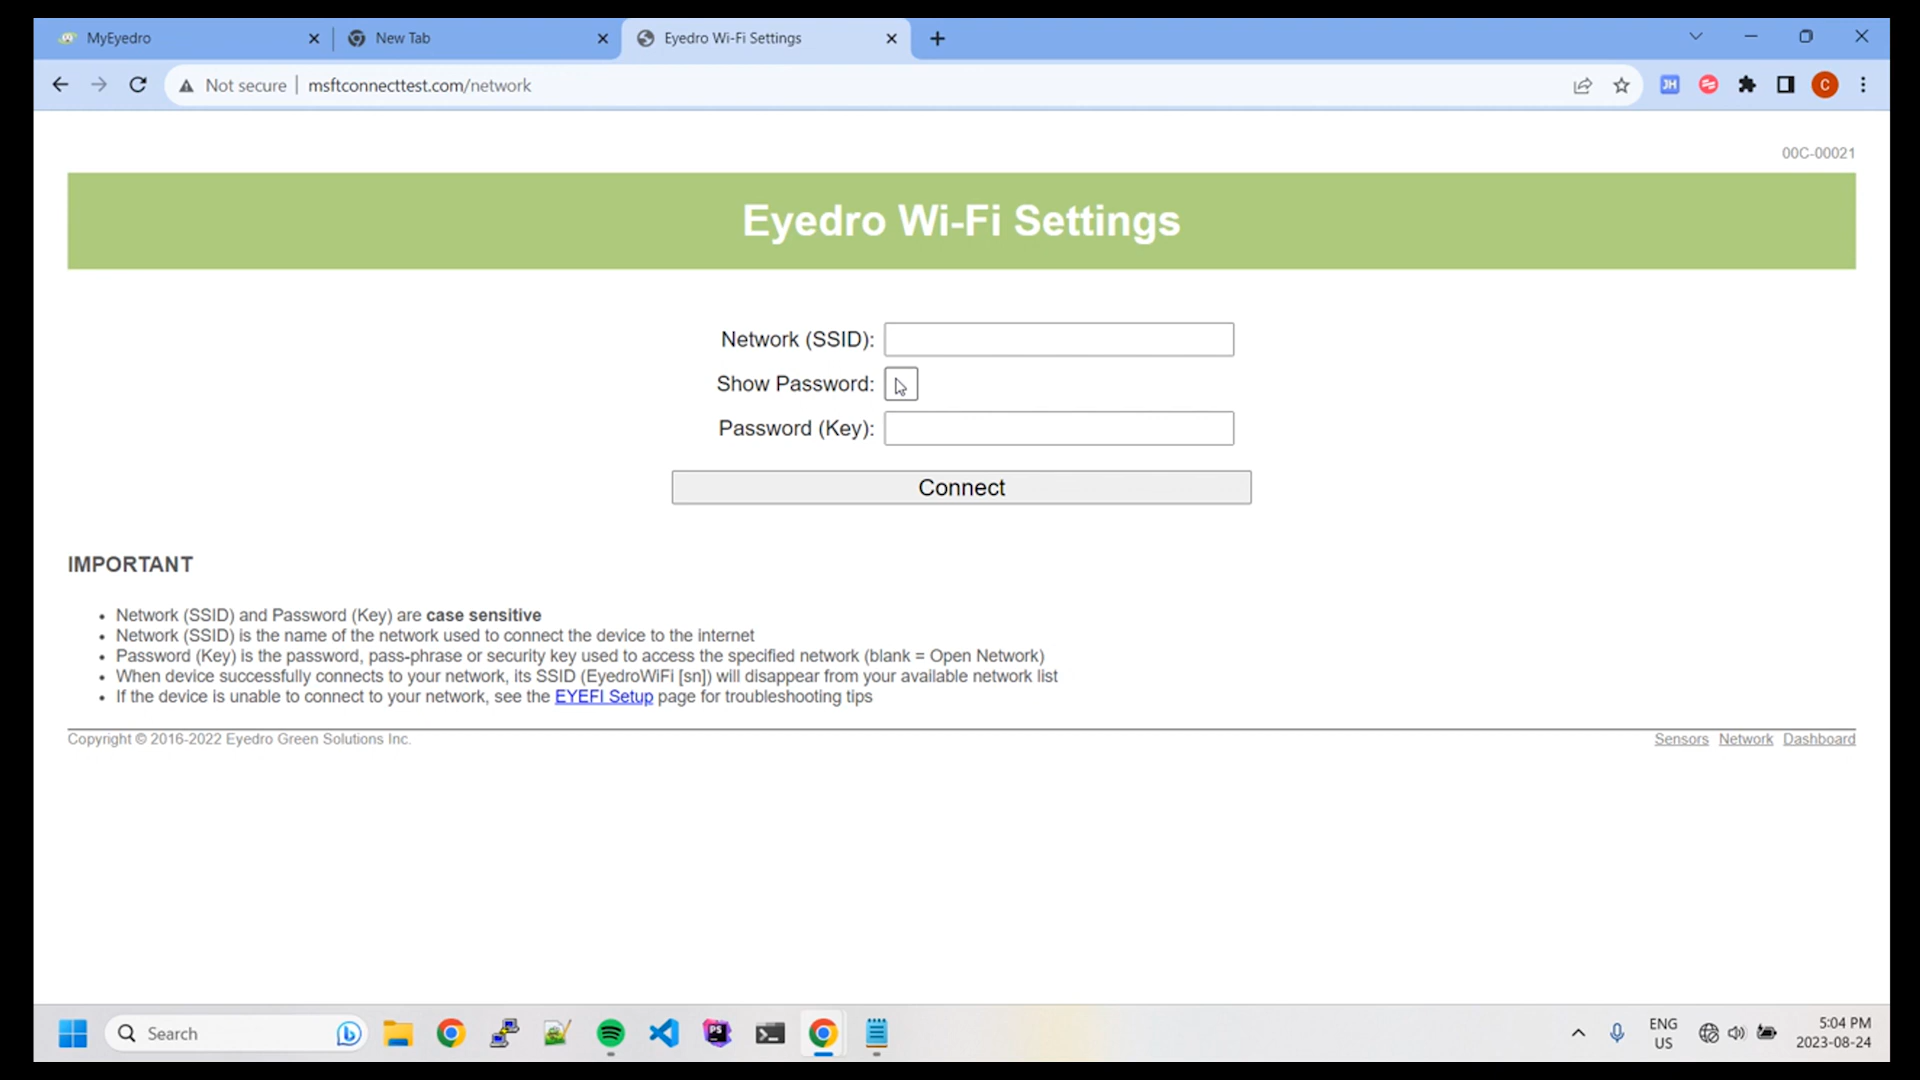 MyEyedro
New Tab
Eyedro Wi-Fi Settings
Not secure
msftconnecttest.com/network
JH
C
00C-00021
Eyedro Wi-Fi Settings
Network (SSID):
Show Password:
Password (Key):
Connect
IMPORTANT
• Network (SSID) and Password (Key) are case sensitive
• Network (SSID) is the name of the network used to connect the device to the internet
• Password (Key) is the password, pass-phrase or security key used to access the specified network (blank = Open Network)
• When device successfully connects to your network, its SSID (EyedroWiFi [sn]) will disappear from your available network list
• If the device is unable to connect to your network, see the EYEFI Setup page for troubleshooting tips
Copyright © 2016-2022 Eyedro Green Solutions Inc.
Sensors Network Dashboard
Search
PS
ENG
US
5:04 PM
2023-08-24